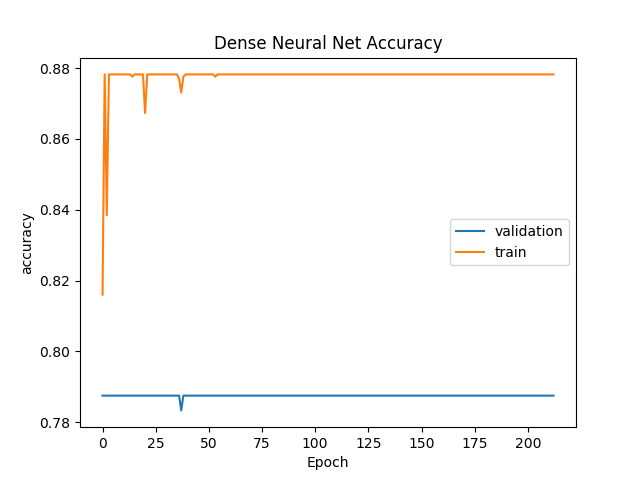 Dense Neural Net Accuracy
0.88
0.86
0.84
0.82
0.80
0.78
accuracy
validation
train
0 25 50 75 100 125 150 175 200
Epoch